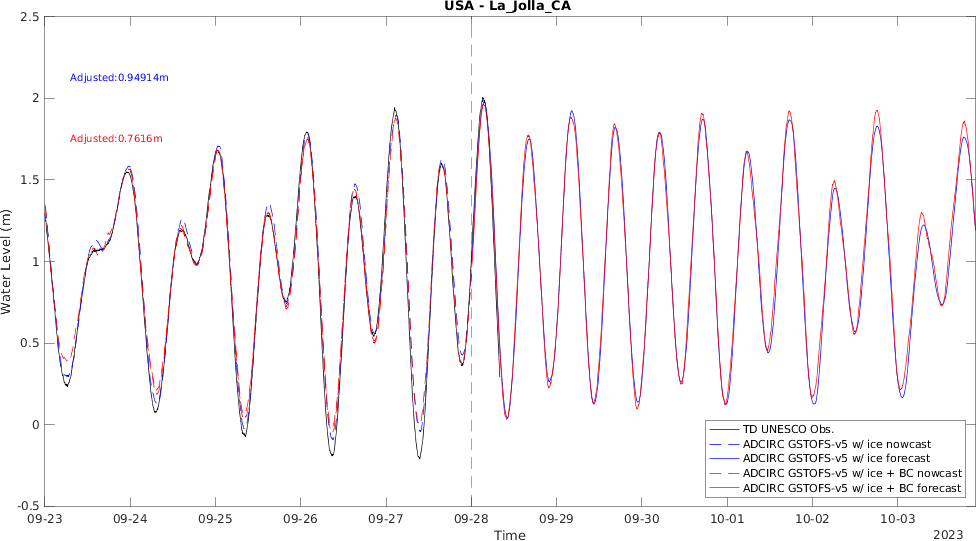 USA - La_Jolla_CA
2.5
2
1.5
1
0.5
0
-0.5
Water Level (m)
Adjusted:0.94914m
Adjusted:0.7616m
TD UNESCO Obs.
ADCIRC GSTOFS-v5 w/ ice nowcast
ADCIRC GSTOFS-v5 w/ ice forecast
ADCIRC GSTOFS-v5 w/ ice + BC nowcast
ADCIRC GSTOFS-v5 w/ ice + BC forecast
09-23 09-24 09-25 09-26 09-27 09-28 09-29 09-30 10-01 10-02 10-03
Time
2023